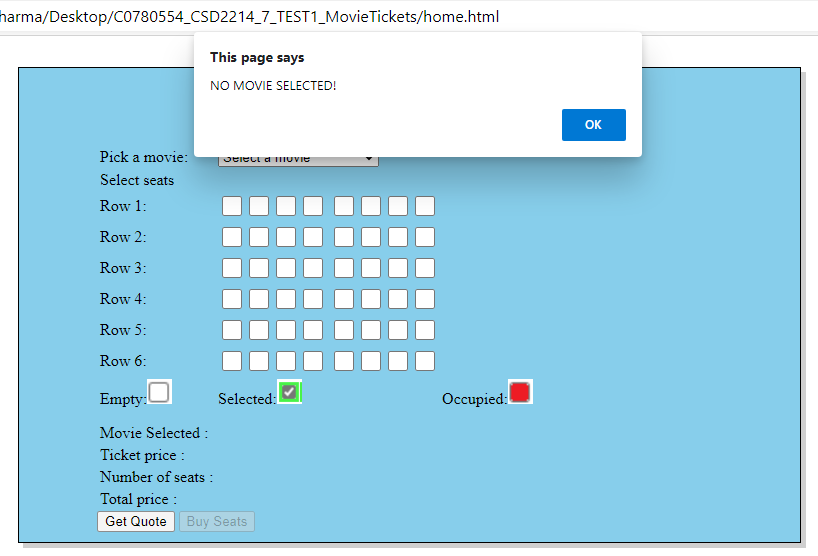 harma/Desktop/C0780554_CSD2214_7_TEST1_MovieTickets/home.html
This page says
NO MOVIE SELECTED!
OK
Pick a movie: Select a movie
Select seats
Row 1:
Row 2:
Row 3:
Row 4:
Row 5:
Row 6:
Empty: Selected: Occupied:
Movie Selected :
Ticket price :
Number of seats :
Total price :
Get Quote Buy Seats